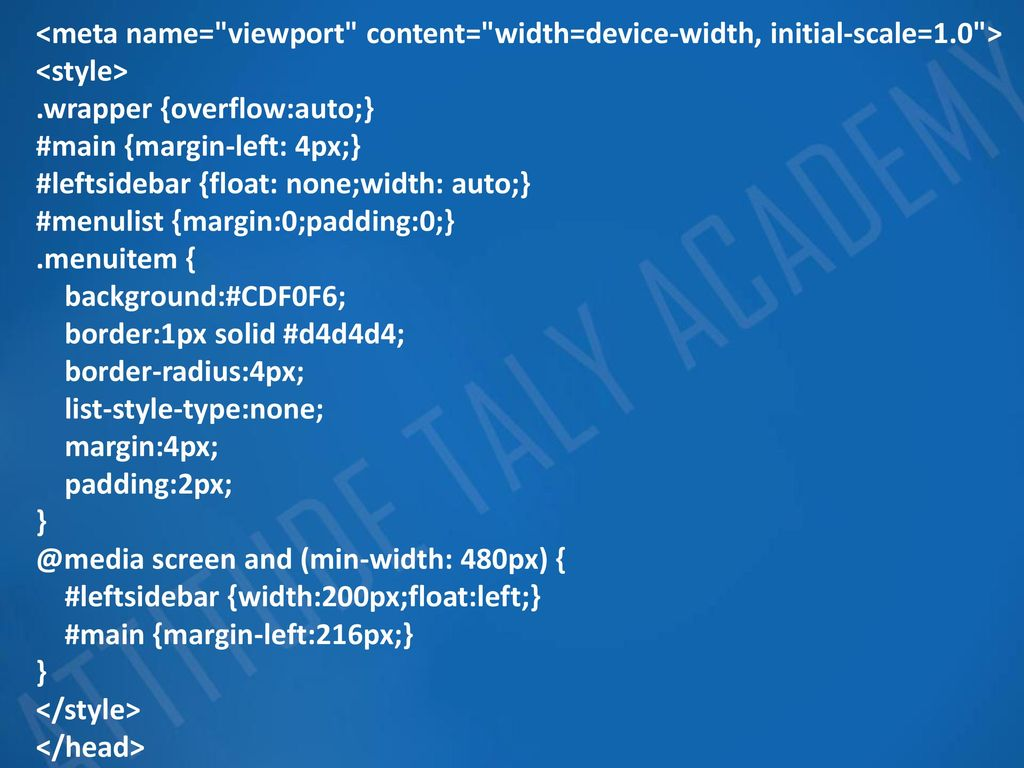 <meta name="viewport" content="width=device-width, initial-scale=1.0">
<style>
.wrapper {overflow:auto;}
#main {margin-left: 4px;}
#leftsidebar {float: none;width: auto;}
#menulist {margin:0;padding:0;}
.menuitem {
    background:#CDF0F6;
    border:1px solid #d4d4d4;
    border-radius:4px;
    list-style-type:none;
    margin:4px;
    padding:2px;
}
@media screen and (min-width: 480px) {
    #leftsidebar {width:200px;float:left;}
    #main {margin-left:216px;}
}
</style>
</head>
ATTITUDE TALY ACADEMY